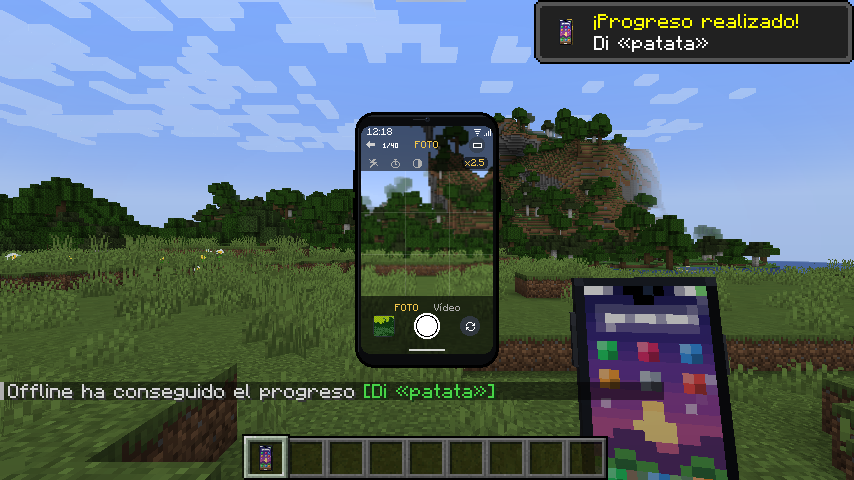 ¡Progreso realizado!
Di «patata»
12:18
1/40 FOTO
x2.5
FOTO Vídeo
Offline ha conseguido el progreso [Di «patata»]